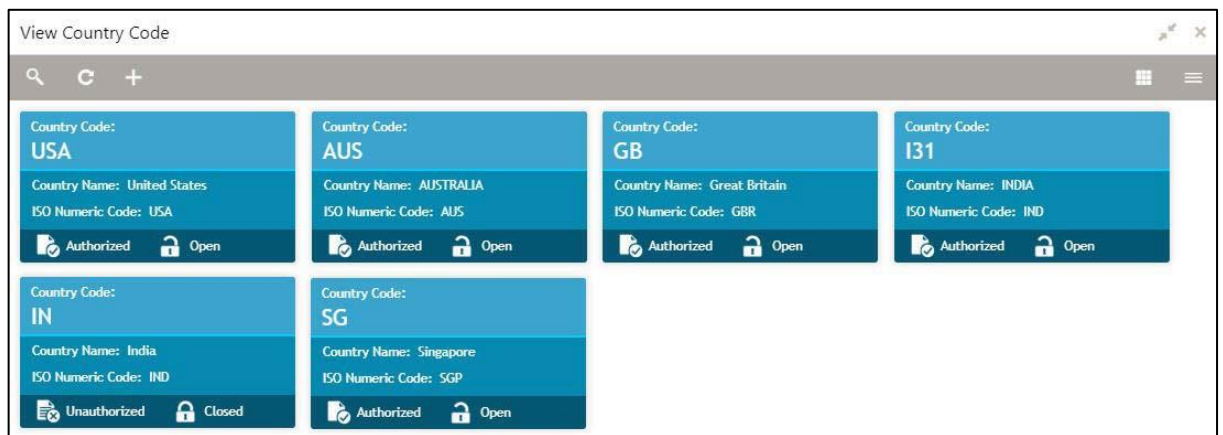 View Country Code
Country Code:
USA
Country Name: United States
ISO Numeric Code: USA
Authorized Open
Country Code:
AUS
Country Name: AUSTRALIA
ISO Numeric Code: AUS
Authorized Open
Country Code:
GB
Country Name: Great Britain
ISO Numeric Code: GBR
Authorized Open
Country Code:
I31
Country Name: INDIA
ISO Numeric Code: IND
Authorized Open
Country Code:
IN
Country Name: India
ISO Numeric Code: IND
Unauthorized Closed
Country Code:
SG
Country Name: Singapore
ISO Numeric Code: SGP
Authorized Open